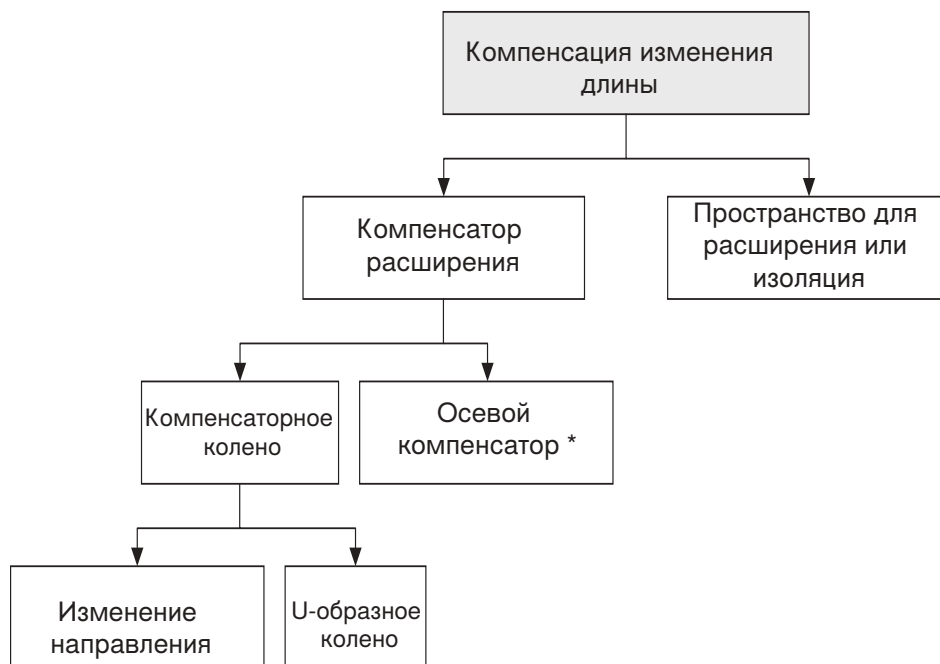 Компенсация изменения
длины
Компенсатор
расширения
Пространство для
расширения или
изоляция
Компенсаторное
колено
Осевой
компенсатор *
Изменение
направления
U-образное
колено